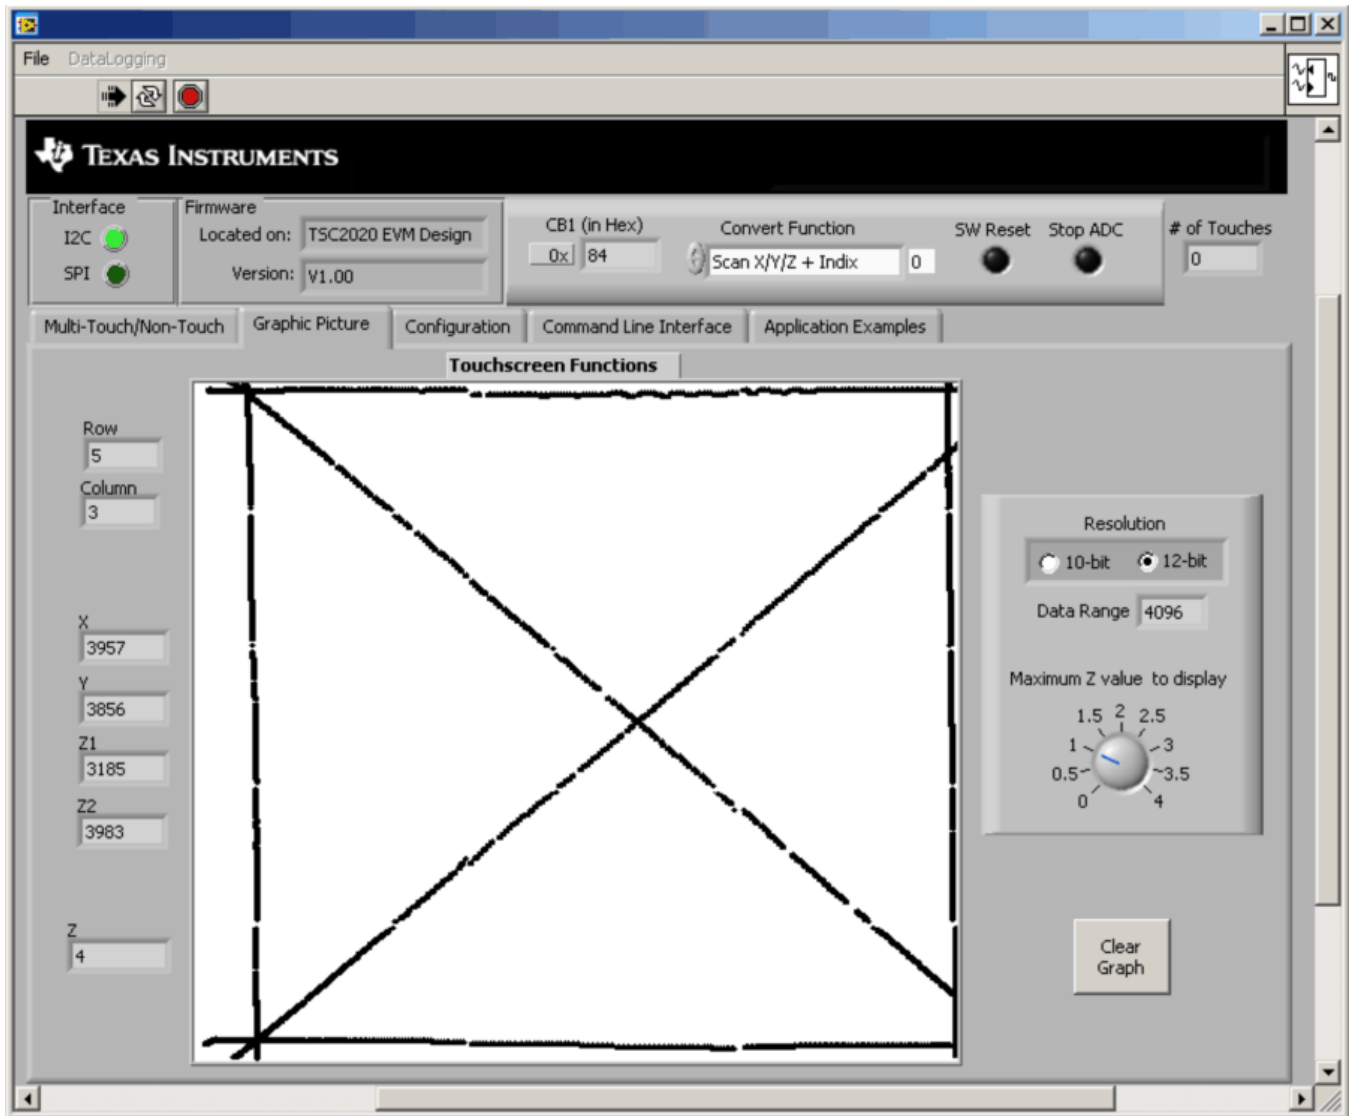 File DataLogging
TEXAS INSTRUMENTS
Interface
I2C
SPI
Firmware
Located on: TSC2020 EVM Design
Version: V1.00
CB1 (in Hex)
0x 84
Convert Function
Scan X/Y/Z + Indix 0
SW Reset
Stop ADC
# of Touches
0
Multi-Touch/Non-Touch Graphic Picture Configuration Command Line Interface Application Examples
Touchscreen Functions
Row
5
Column
3
X
3957
Y
3856
Z1
3185
Z2
3983
Z
4
Resolution
10-bit 12-bit
Data Range 4096
Maximum Z value to display
0 0.5 1 1.5 2 2.5 3 3.5 4
Clear
Graph